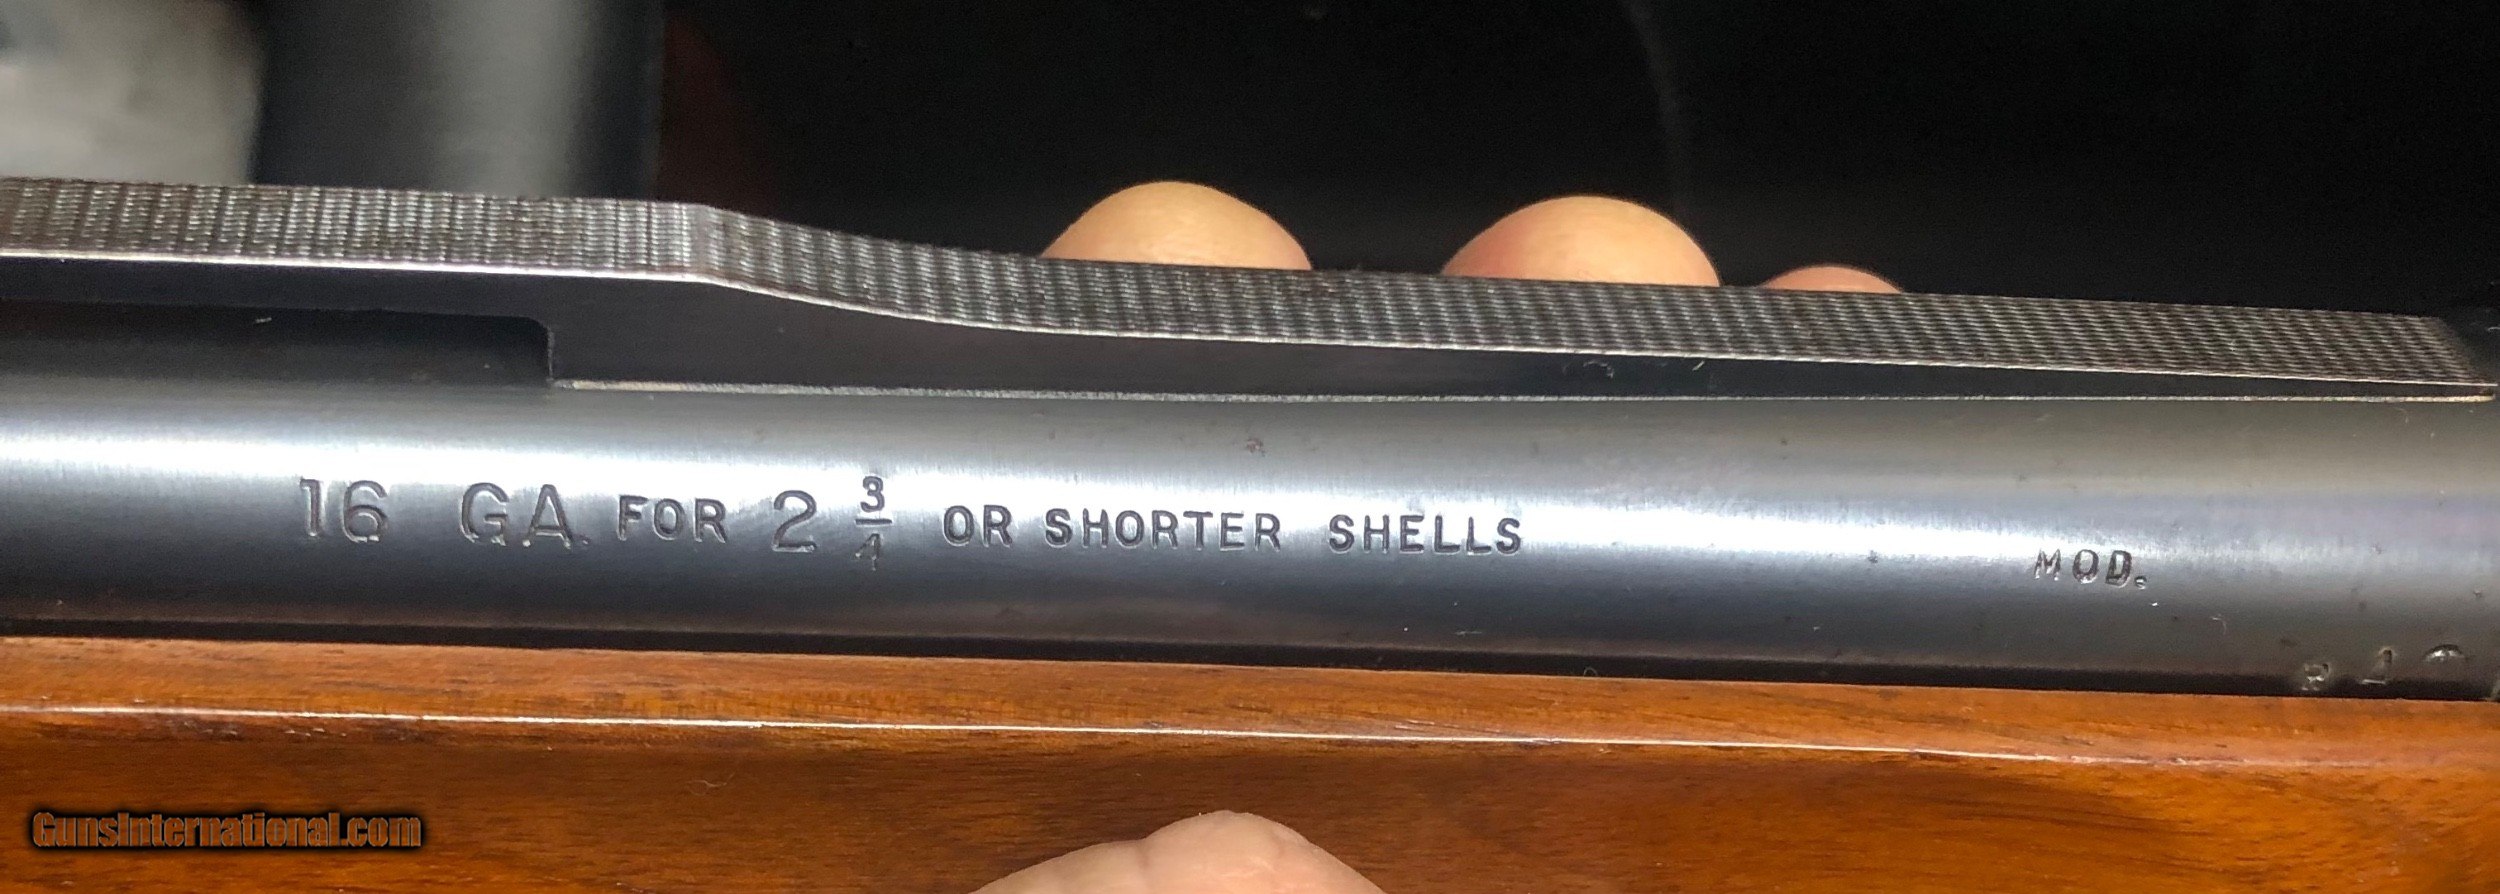 16 GA. FOR 2 3/4 OR SHORTER SHELLS
MOD.
GunsInternational.com